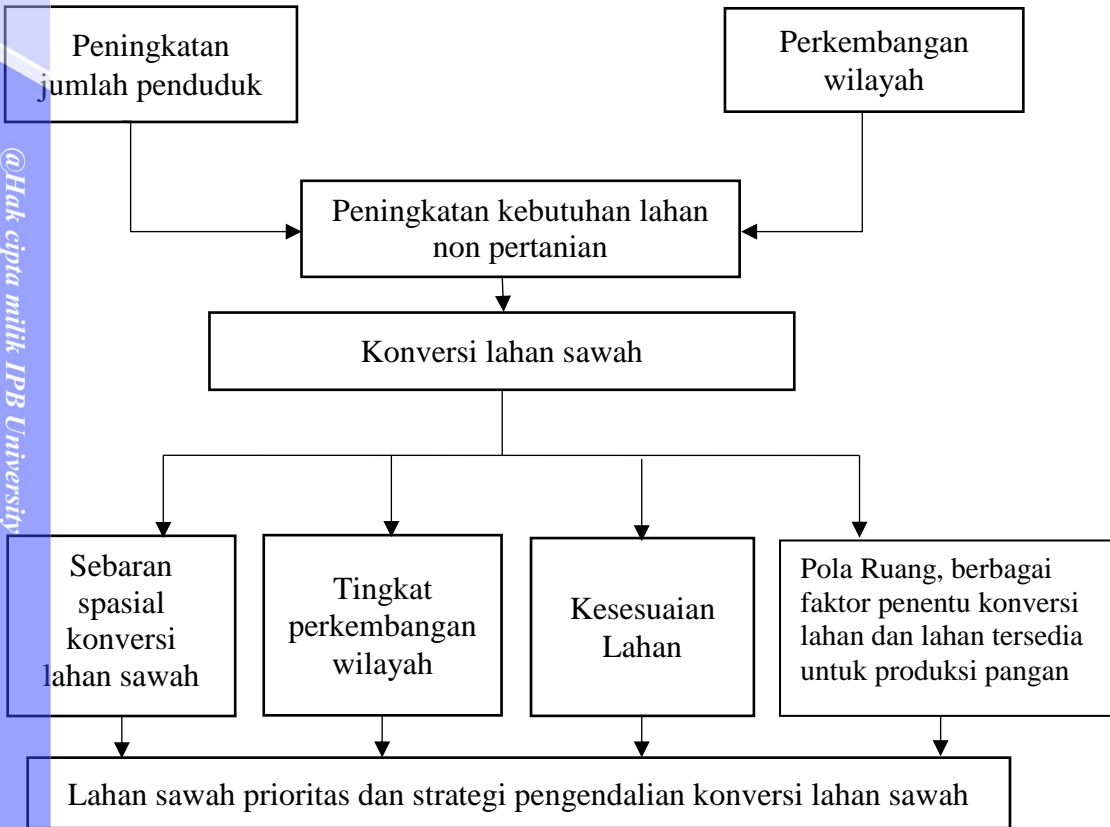 Peningkatan
jumlah penduduk
Perkembangan
wilayah
Peningkatan kebutuhan lahan
non pertanian
Konversi lahan sawah
Sebaran
spasial
konversi
lahan sawah
Tingkat
perkembangan
wilayah
Kesesuaian
Lahan
Pola Ruang, berbagai
faktor penentu konversi
lahan dan lahan tersedia
untuk produksi pangan
Lahan sawah prioritas dan strategi pengendalian konversi lahan sawah
@Hak cipta milik IPB University